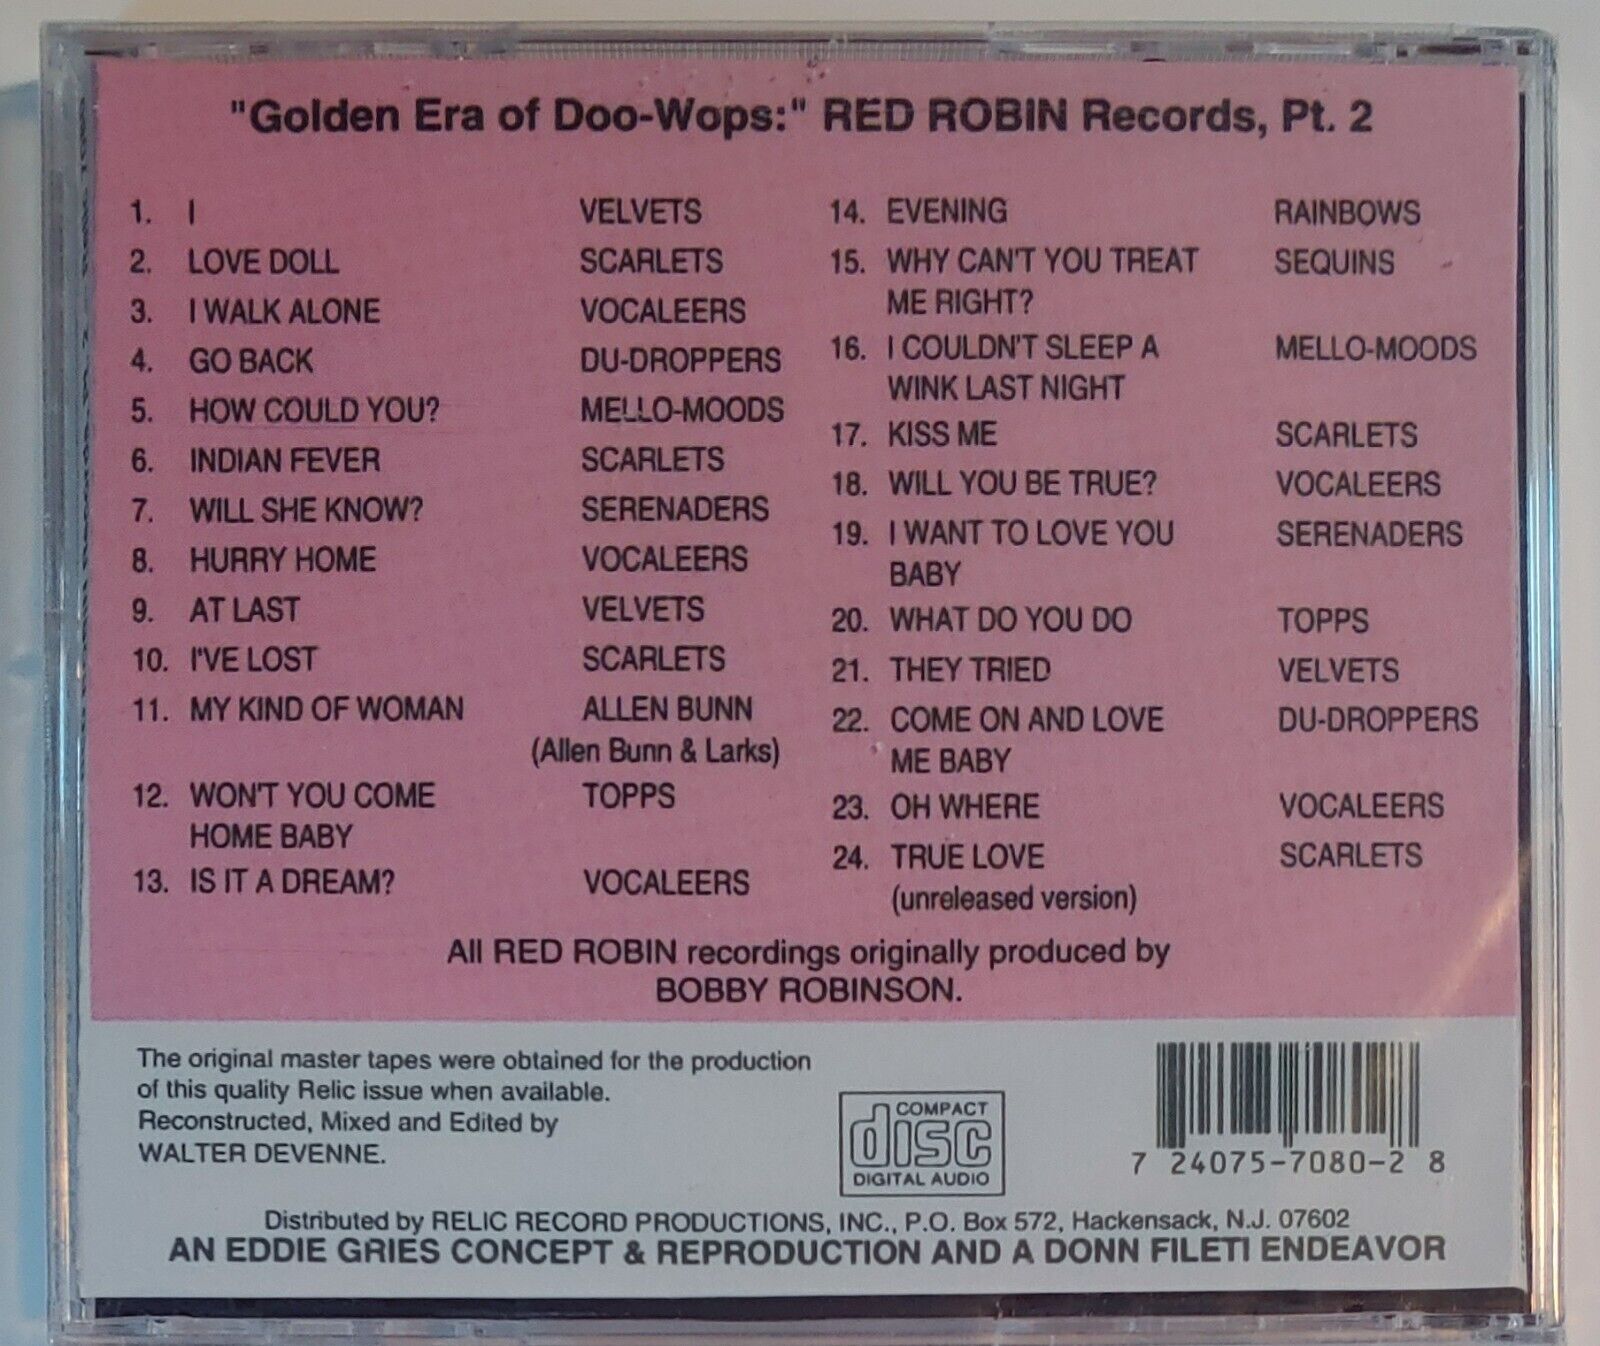 "Golden Era of Doo-Wops:" RED ROBIN Records, Pt. 2
1. I VELVETS
2. LOVE DOLL SCARLETS
3. I WALK ALONE VOCALEERS
4. GO BACK DU-DROPPERS
5. HOW COULD YOU? MELLO-MOODS
6. INDIAN FEVER SCARLETS
7. WILL SHE KNOW? SERENADERS
8. HURRY HOME VOCALEERS
9. AT LAST VELVETS
10. I'VE LOST SCARLETS
11. MY KIND OF WOMAN ALLEN BUNN
(Allen Bunn & Larks)
12. WON'T YOU COME TOPPS
HOME BABY
13. IS IT A DREAM? VOCALEERS
14. EVENING RAINBOWS
15. WHY CAN'T YOU TREAT SEQUINS
ME RIGHT?
16. I COULDN'T SLEEP A MELLO-MOODS
WINK LAST NIGHT
17. KISS ME SCARLETS
18. WILL YOU BE TRUE? VOCALEERS
19. I WANT TO LOVE YOU SERENADERS
BABY
20. WHAT DO YOU DO TOPPS
21. THEY TRIED VELVETS
22. COME ON AND LOVE DU-DROPPERS
ME BABY
23. OH WHERE VOCALEERS
24. TRUE LOVE SCARLETS
(unreleased version)
All RED ROBIN recordings originally produced by
BOBBY ROBINSON.
The original master tapes were obtained for the production
of this quality Relic issue when available.
Reconstructed, Mixed and Edited by
WALTER DEVENNE.
COMPACT
disc
DIGITAL AUDIO
7 24075-7080-2 8
Distributed by RELIC RECORD PRODUCTIONS, INC., P.O. Box 572, Hackensack, N.J. 07602
AN EDDIE GRIES CONCEPT & REPRODUCTION AND A DONN FILETI ENDEAVOR